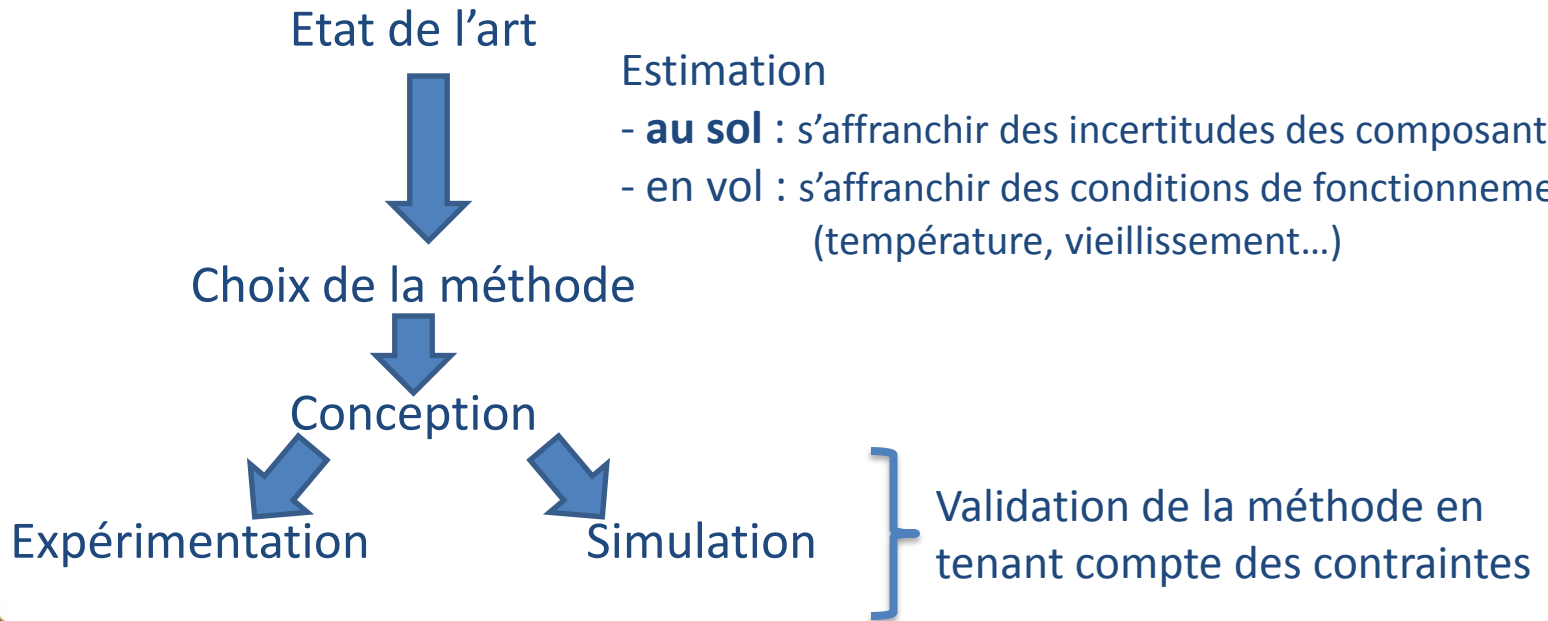 Etat de l’art
Estimation
- au sol : s’affranchir des incertitudes des composant
- en vol : s’affranchir des conditions de fonctionneme
(température, vieillissement…)
Choix de la méthode
Conception
Expérimentation
Simulation
Validation de la méthode en
tenant compte des contraintes